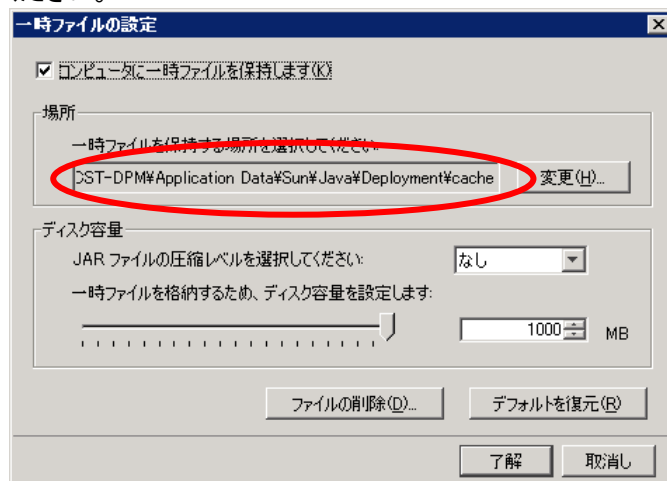 ください。
一時ファイルの設定
コンピュータに一時ファイルを保持します(K)
場所
一時ファイルを保持する場所を選択してください:
OST-DPM¥Application Data¥Sun¥Java¥Deployment¥cache
変更(H)...
ディスク容量
JAR ファイルの圧縮レベルを選択してください:
なし
一時ファイルを格納するため、ディスク容量を設定します:
1000 MB
ファイルの削除(D)...
デフォルトを復元(R)
了解
取消し